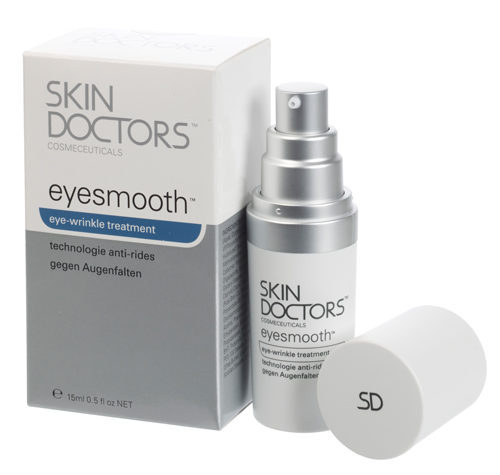 SKIN
DOCTORS™
COSMECEUTICALS
eyesmooth™
eye-wrinkle treatment
technologie anti-rides
gegen Augenfalten
e 15ml 0.5 fl oz NET
SKIN
DOCTORS™
COSMECEUTICALS
eyesmooth™
eye-wrinkle treatment
technologie anti-rides
gegen Augenfalten
SD